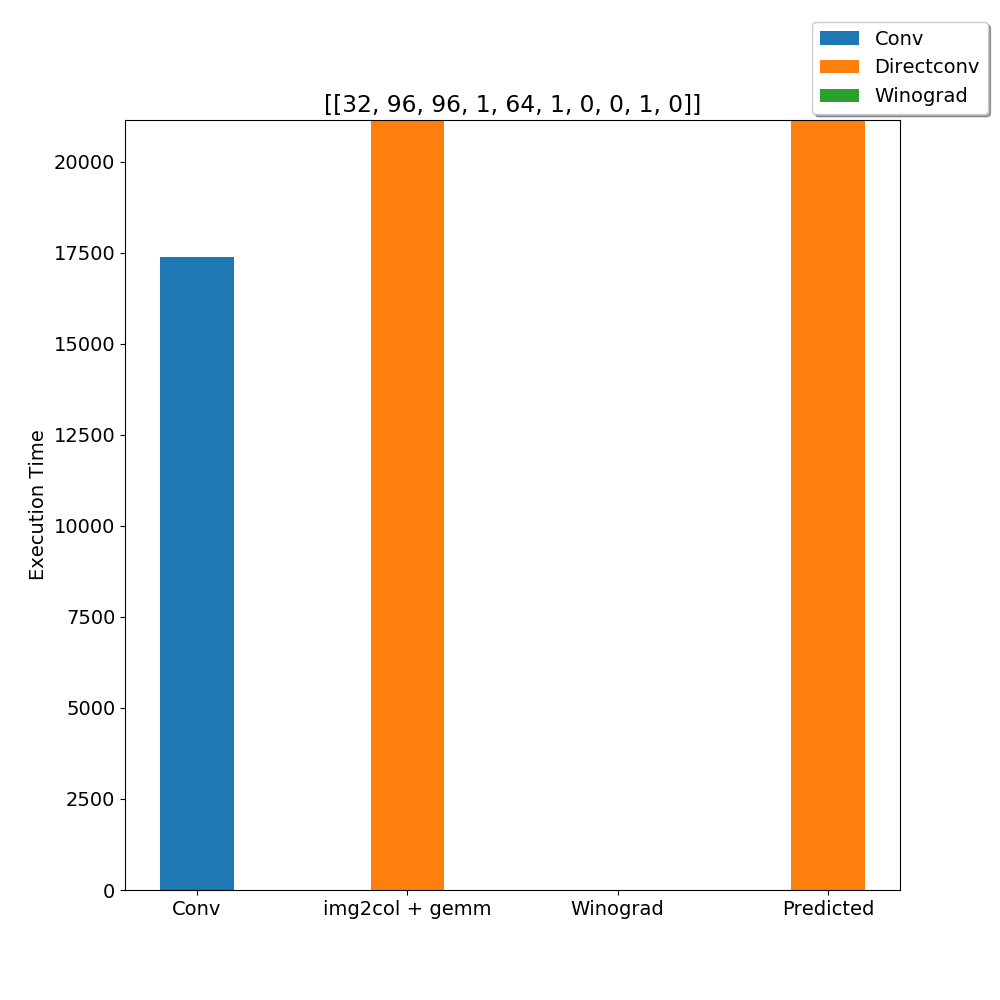 Conv
Directconv
Winograd
[[32, 96, 96, 1, 64, 1, 0, 0, 1, 0]]
20000
17500
15000
12500
10000
7500
5000
2500
0
Execution Time
Conv
img2col + gemm
Winograd
Predicted